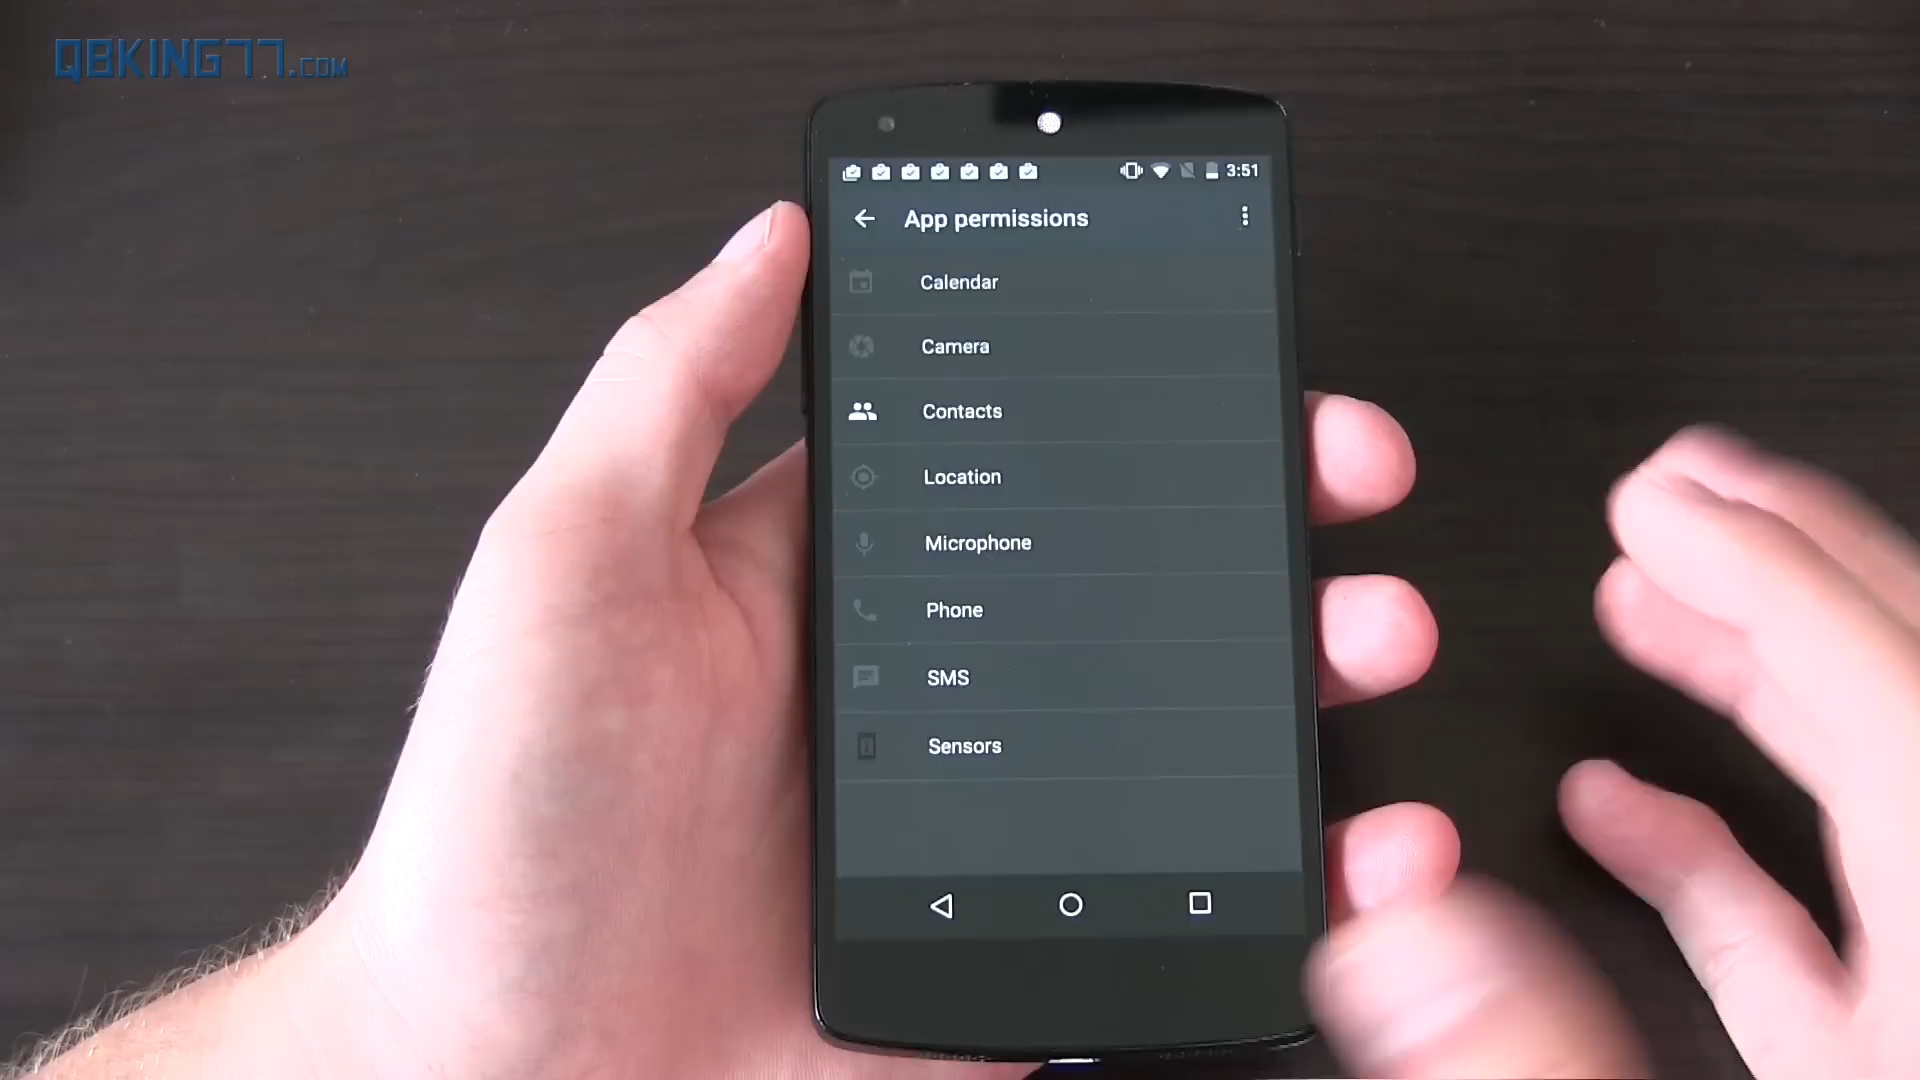 QBKING77.COM
3:51
App permissions
Calendar
Camera
Contacts
Location
Microphone
Phone
SMS
Sensors